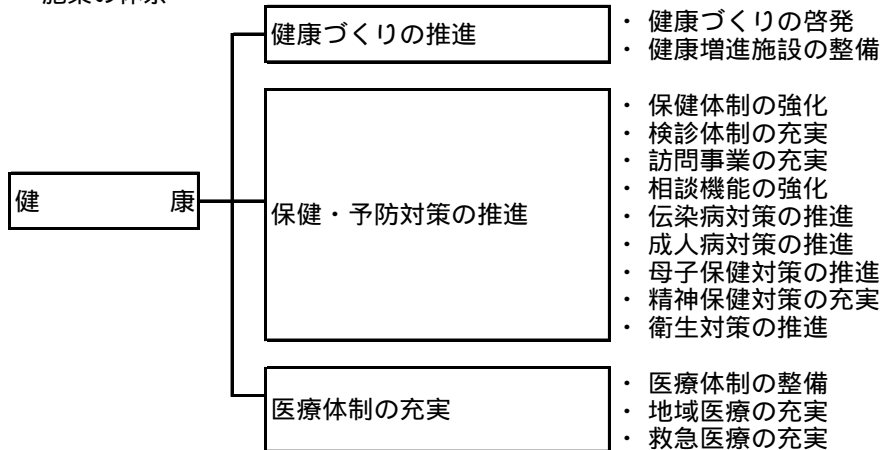 施策の体系
健康づくりの推進
・ 健康づくりの啓発
・ 健康増進施設の整備
健　　　　　康
保健・予防対策の推進
・ 保健体制の強化
・ 検診体制の充実
・ 訪問事業の充実
・ 相談機能の強化
・ 伝染病対策の推進
・ 成人病対策の推進
・ 母子保健対策の推進
・ 精神保健対策の充実
・ 衛生対策の推進
医療体制の充実
・ 医療体制の整備
・ 地域医療の充実
・ 救急医療の充実